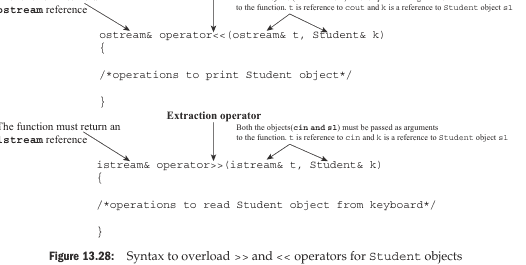 ostream reference
to the function. t is reference to cout and k is a reference to Student object s1
ostream& operator<<(ostream& t, Student& k)
{
/*operations to print Student object*/
}
Extraction operator
The function must return an
istream reference
Both the objects(cin and s1) must be passed as arguments
to the function. t is reference to cin and k is a reference to Student object s1
istream& operator>>(istream& t, Student& k)
{
/*operations to read Student object from keyboard*/
}
Figure 13.28: Syntax to overload >> and << operators for Student objects